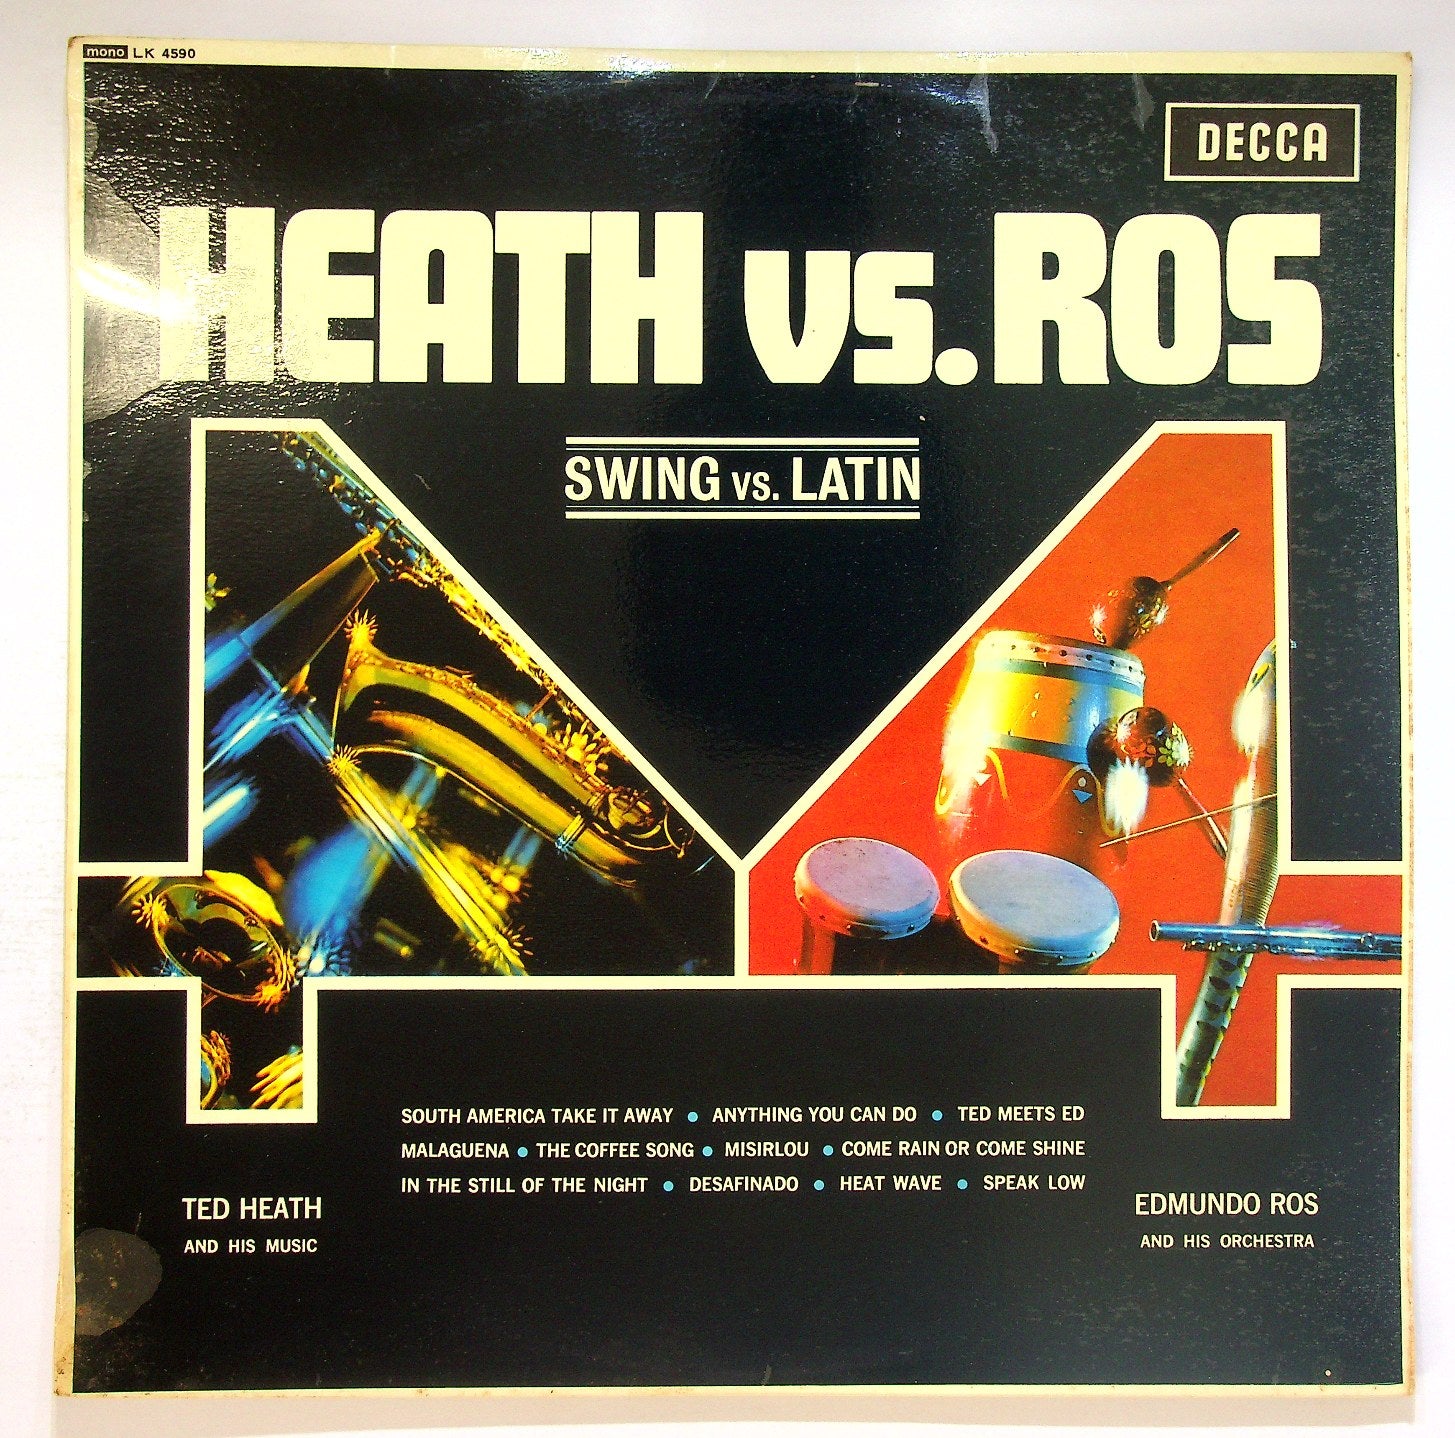 mono LK 4590
DECCA
HEATH vs. ROS
SWING vs. LATIN
SOUTH AMERICA TAKE IT AWAY • ANYTHING YOU CAN DO • TED MEETS ED
MALAGUENA • THE COFFEE SONG • MISIRLOU • COME RAIN OR COME SHINE
IN THE STILL OF THE NIGHT • DESAFINADO • HEAT WAVE • SPEAK LOW
TED HEATH
AND HIS MUSIC
EDMUNDO ROS
AND HIS ORCHESTRA